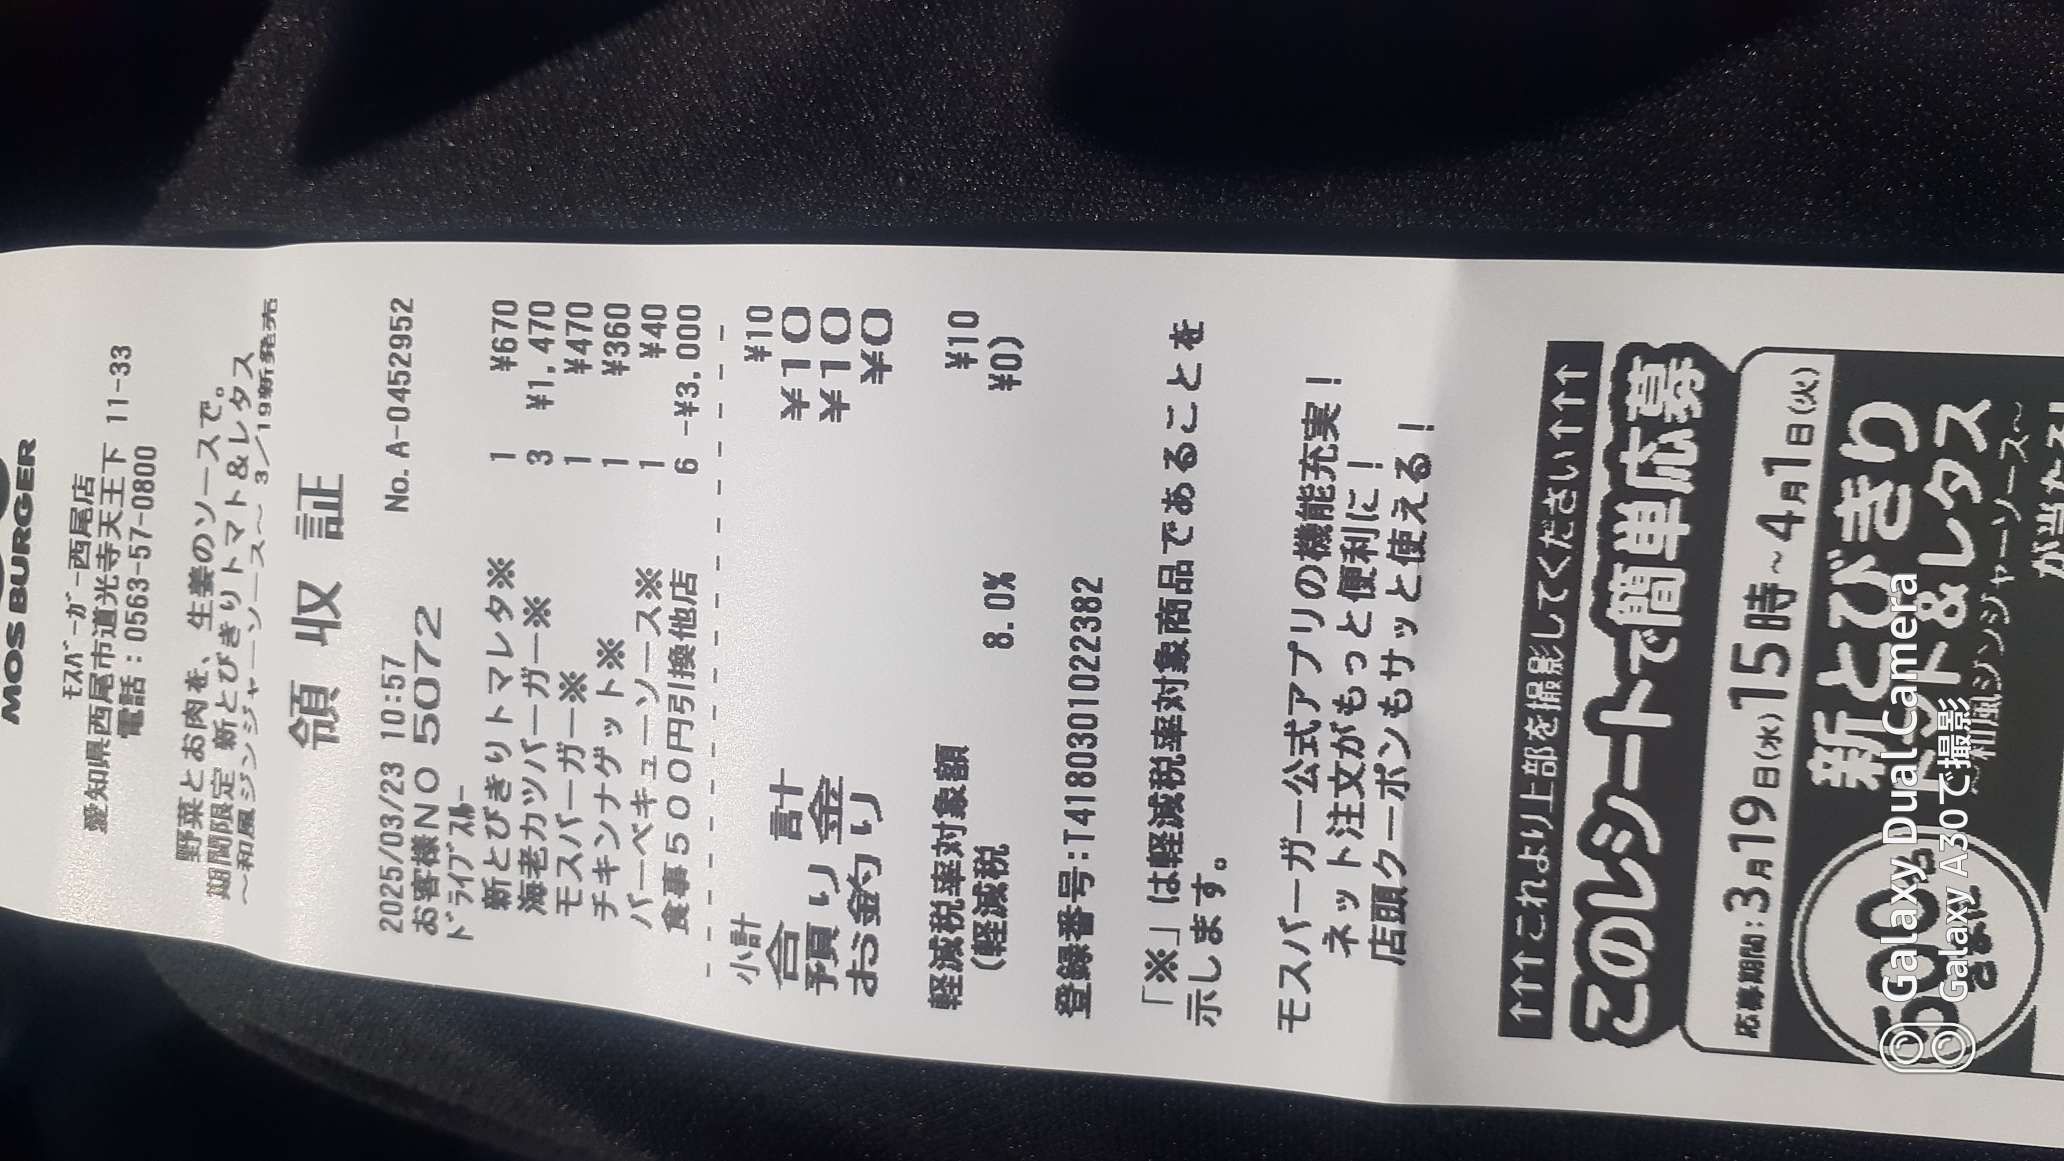 MOS BURGER
ﾓｽﾊﾞｰｶﾞｰ西尾店
愛知県西尾市道光寺天王下 11-33
電話：0563-57-0800
野菜とお肉を、生姜のソースで。
期間限定 新とびきりトマト＆レタス
～和風ジンジャーソース～ 3／19新発売
領 収 証
2025/03/23 10:57 No.A-0452952
お客様NO 5072
ﾄﾞﾗｲﾌﾞｽﾙｰ
新とびきりトマレタ※ 1 ¥670
海老カツバーガー※ 3 ¥1,470
モスバーガー※ 1 ¥470
チキンナゲット※ 1 ¥360
バーベキューソース※ 1 ¥40
食事500円引換他店 6 -¥3,000
小計 ¥10
合 計 ¥10
預り金 ¥10
お釣り ¥0
軽減税率対象額 ¥10
(軽減税 8.0% ¥0)
登録番号:T4180301022382
「※」は軽減税率対象商品であることを
示します。
モスバーガー公式アプリの機能充実！
ネット注文がもっと便利に！
店頭クーポンもサッと使える！
↑↑↑これより上部を撮影してください↑↑↑
このレシートで簡単応募
応募期間：3月19日(水)15時～4月1日(火)
500名さまに
新とびきり
トマト＆レタス
～和風ジンジャーソース～
が当たる!
Galaxy Dual Camera
Galaxy A30で撮影